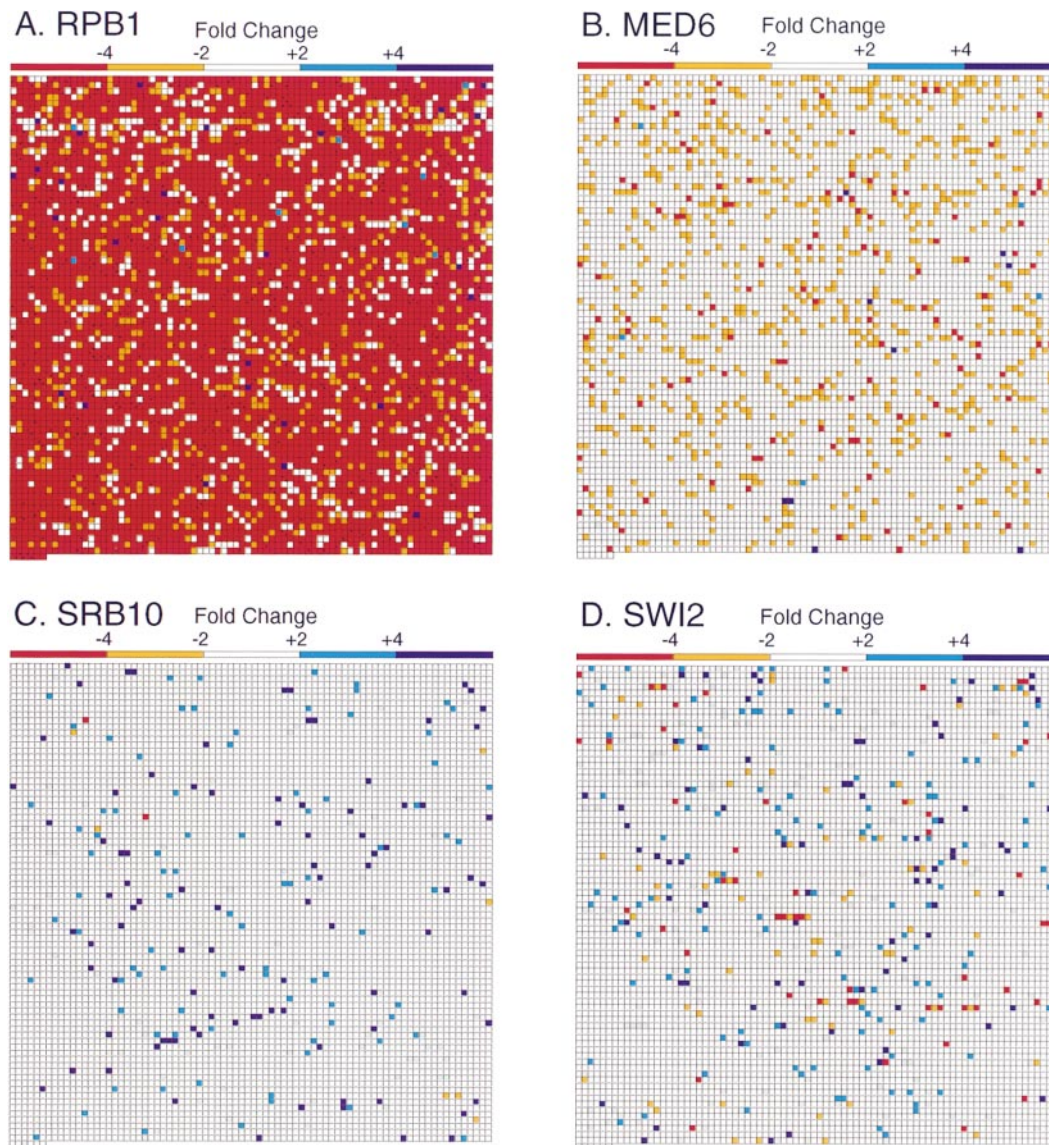 A. RPB1 Fold Change
-4 -2 +2 +4
B. MED6 Fold Change
-4 -2 +2 +4
C. SRB10 Fold Change
-4 -2 +2 +4
D. SWI2 Fold Change
-4 -2 +2 +4